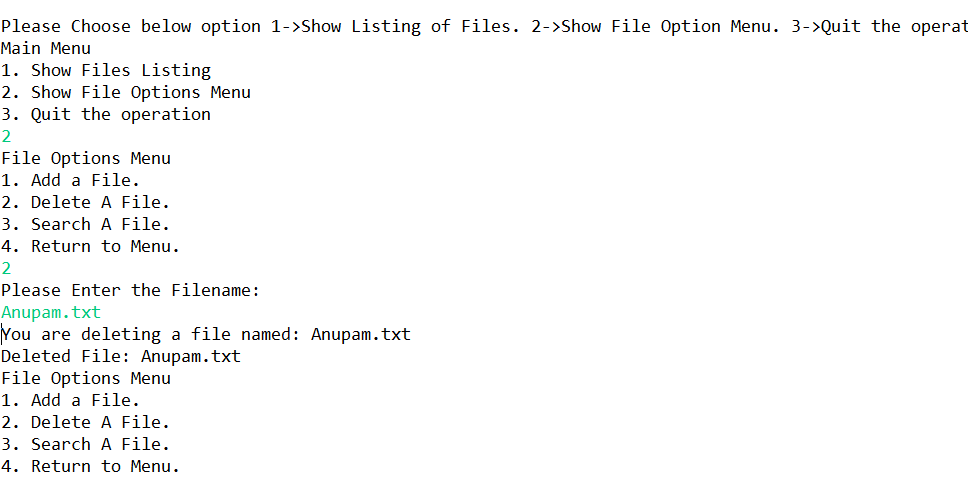 Please Choose below option 1->Show Listing of Files. 2->Show File Option Menu. 3->Quit the operat
Main Menu
1. Show Files Listing
2. Show File Options Menu
3. Quit the operation
2
File Options Menu
1. Add a File.
2. Delete A File.
3. Search A File.
4. Return to Menu.
2
Please Enter the Filename:
Anupam.txt
You are deleting a file named: Anupam.txt
Deleted File: Anupam.txt
File Options Menu
1. Add a File.
2. Delete A File.
3. Search A File.
4. Return to Menu.